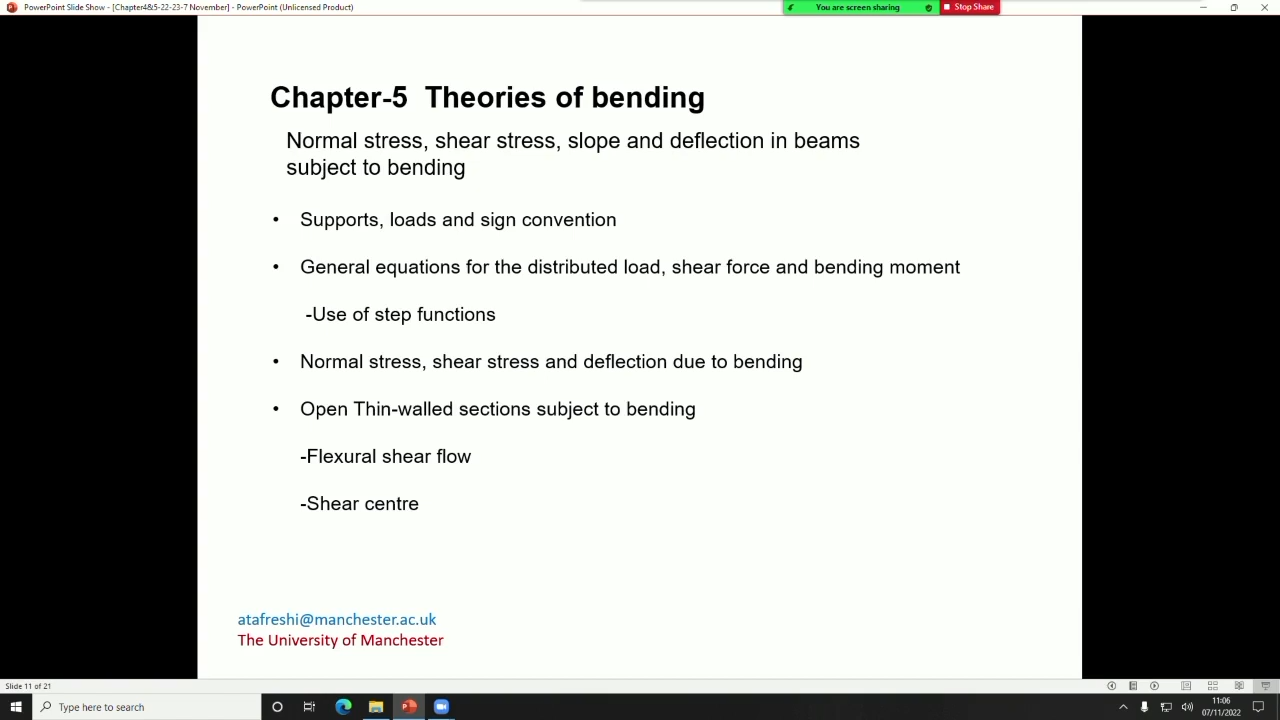 PowerPoint Slide Show - [Chapter4&5-22-23-7 November] - PowerPoint (Unlicensed Product)
You are screen sharing
Stop Share
Chapter-5 Theories of bending
Normal stress, shear stress, slope and deflection in beams
subject to bending
• Supports, loads and sign convention
• General equations for the distributed load, shear force and bending moment
-Use of step functions
• Normal stress, shear stress and deflection due to bending
• Open Thin-walled sections subject to bending
-Flexural shear flow
-Shear centre
atafreshi@manchester.ac.uk
The University of Manchester
Slide 11 of 21
Type here to search
11:06
07/11/2022